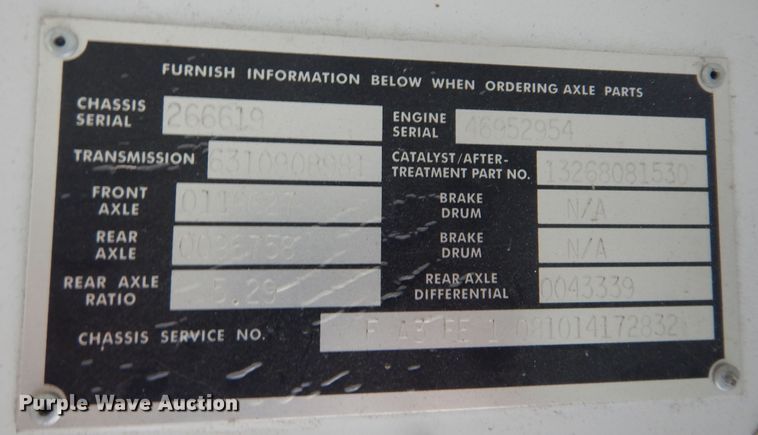 FURNISH INFORMATION BELOW WHEN ORDERING AXLE PARTS
CHASSIS SERIAL 266619
ENGINE SERIAL 46952954
TRANSMISSION 6310908991
CATALYST/AFTER-
TREATMENT PART NO. 13268081530
FRONT AXLE
BRAKE DRUM N/A
REAR AXLE
BRAKE DRUM N/A
REAR AXLE RATIO 5.29
REAR AXLE DIFFERENTIAL 0043339
CHASSIS SERVICE NO.
Purple Wave Auction